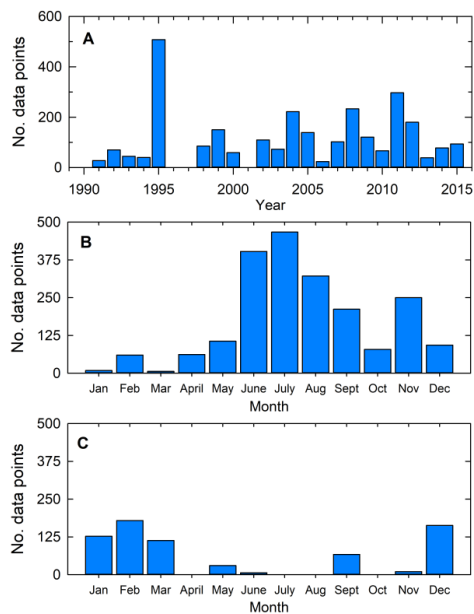 600
A
400
200
0
No. data points
1990 1995 2000 2005 2010 2015
Year
500
B
375
250
125
0
No. data points
Jan Feb Mar April May June July Aug Sept Oct Nov Dec
Month
500
C
375
250
125
0
No. data points
Jan Feb Mar April May June July Aug Sept Oct Nov Dec
Month